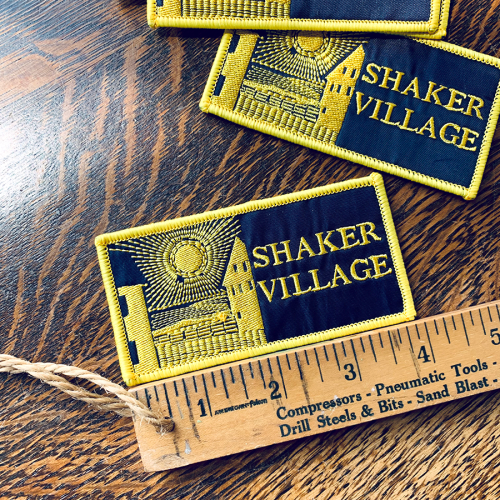 SHAKER
VILLAGE
SHAKER
VILLAGE
1 2 3 4 5
Compressors - Pneumatic Tools -
Drill Steels & Bits - Sand Blast -